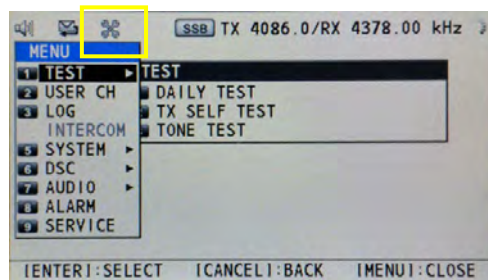 SSB TX 4086.0/RX 4378.00 kHz
MENU
1 TEST TEST
2 USER CH DAILY TEST
3 LOG TX SELF TEST
INTERCOM TONE TEST
5 SYSTEM
6 DSC
7 AUDIO
8 ALARM
9 SERVICE
[ENTER]:SELECT [CANCEL]:BACK [MENU]:CLOSE